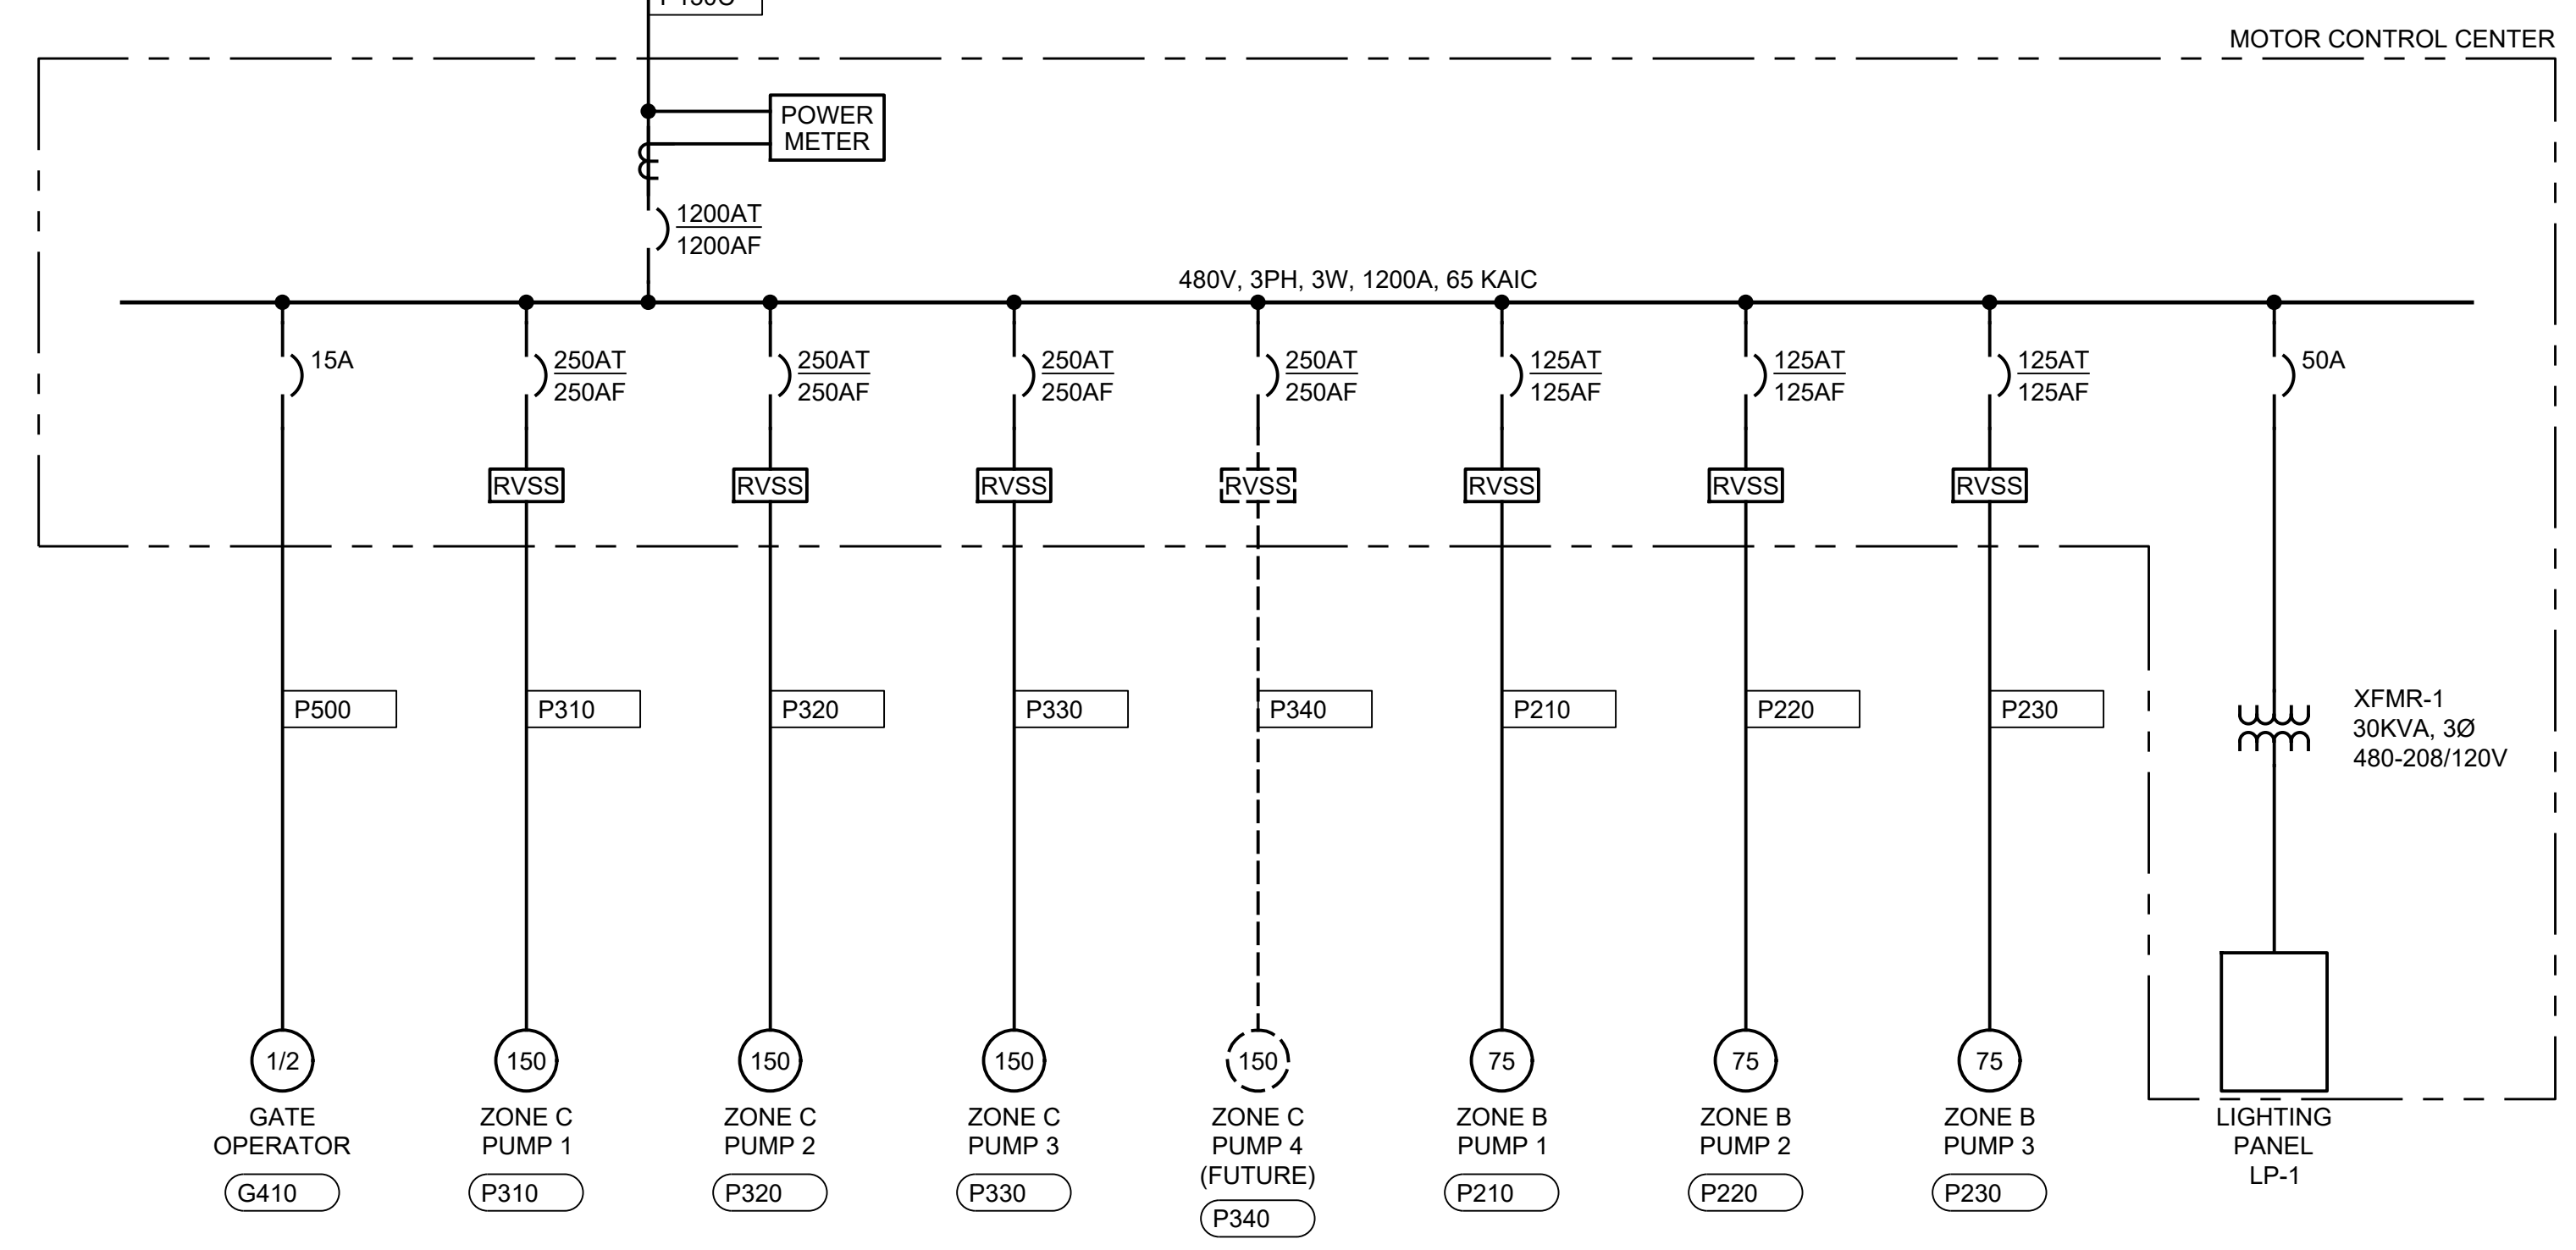 MOTOR CONTROL CENTER
POWER
METER
1200AT
1200AF
480V, 3PH, 3W, 1200A, 65 KAIC
15A
250AT
250AF
250AT
250AF
250AT
250AF
250AT
250AF
125AT
125AF
125AT
125AF
125AT
125AF
50A
RVSS
RVSS
RVSS
RVSS
RVSS
RVSS
RVSS
P500
P310
P320
P330
P340
P210
P220
P230
XFMR-1
30KVA, 3Ø
480-208/120V
1/2
150
150
150
150
75
75
75
GATE
OPERATOR
G410
ZONE C
PUMP 1
P310
ZONE C
PUMP 2
P320
ZONE C
PUMP 3
P330
ZONE C
PUMP 4
(FUTURE)
P340
ZONE B
PUMP 1
P210
ZONE B
PUMP 2
P220
ZONE B
PUMP 3
P230
LIGHTING
PANEL
LP-1